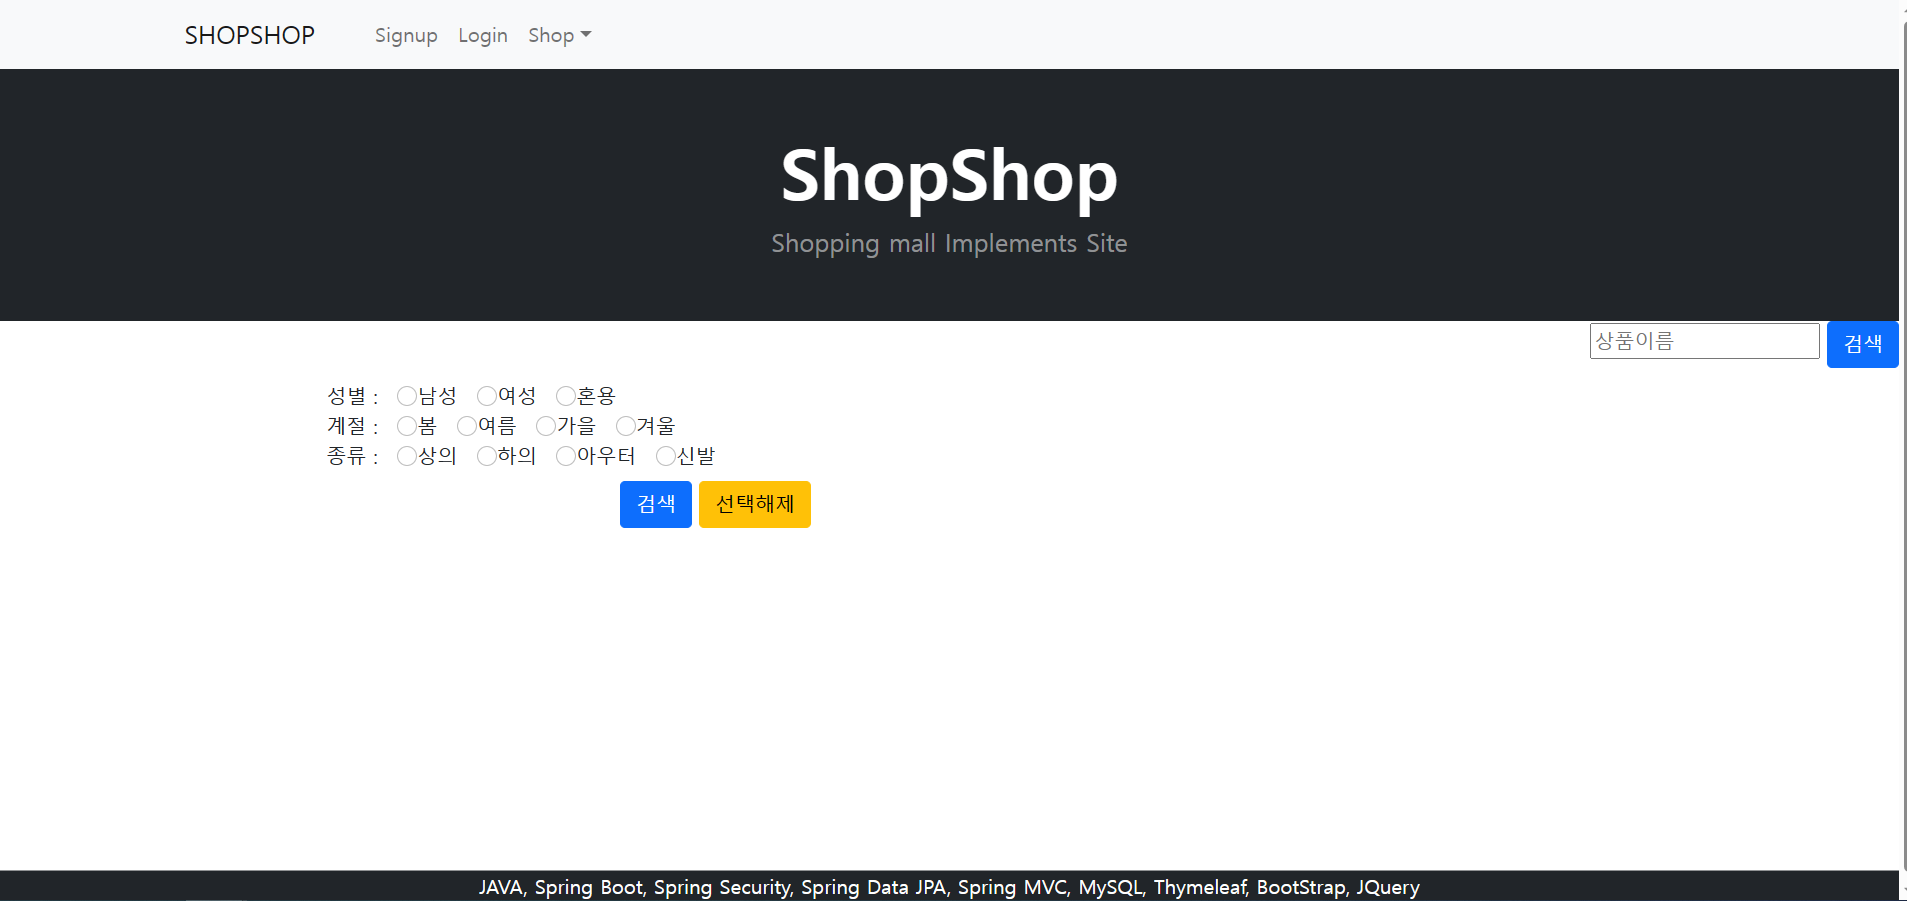 SHOPSHOP Signup Login Shop
ShopShop
Shopping mall Implements Site
상품이름 검색
성별 : 남성 여성 혼용
계절 : 봄 여름 가을 겨울
종류 : 상의 하의 아우터 신발
검색 선택해제
JAVA, Spring Boot, Spring Security, Spring Data JPA, Spring MVC, MySQL, Thymeleaf, BootStrap, JQuery